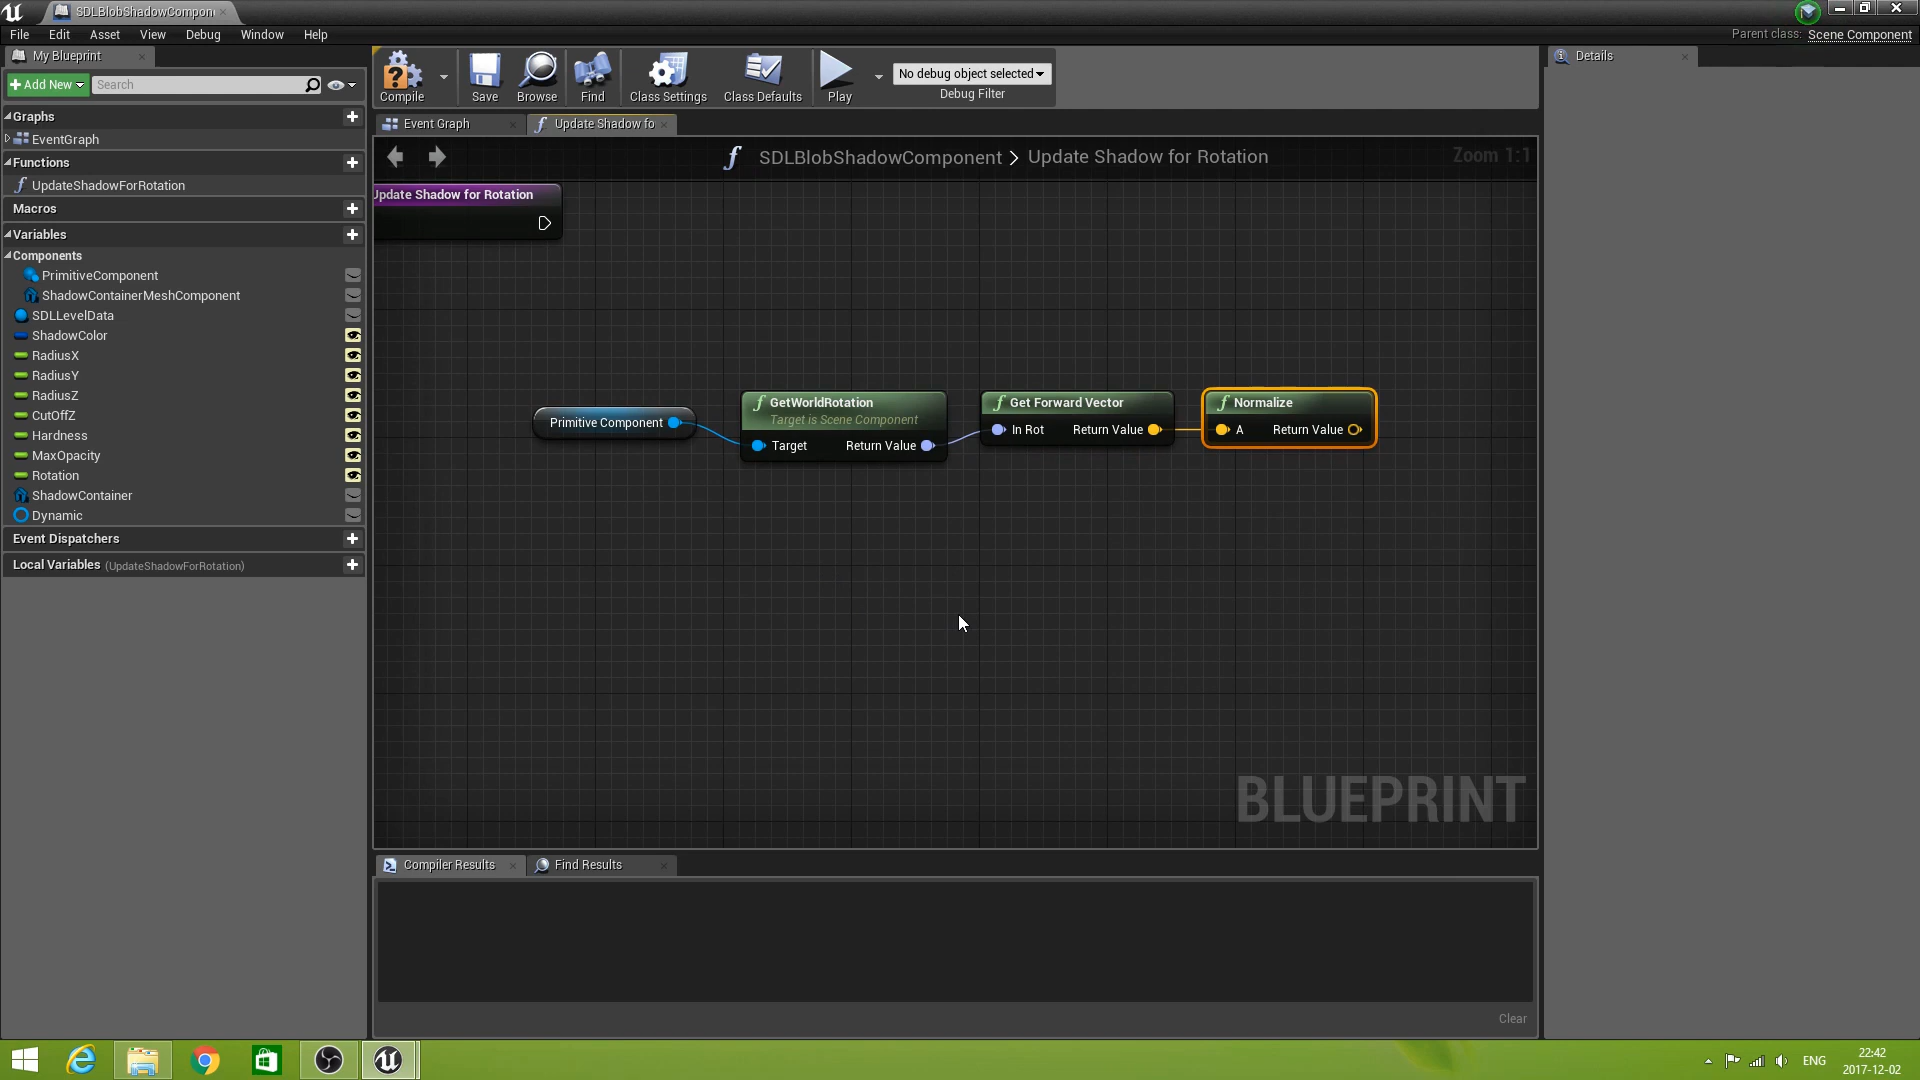 SDLBlobShadowComponen
File Edit Asset View Debug Window Help
Parent class: Scene Component
My Blueprint
Add New
Search
Compile
Save
Browse
Find
Class Settings
Class Defaults
Play
No debug object selected
Debug Filter
Details
Graphs
EventGraph
Functions
UpdateShadowForRotation
Macros
Variables
Components
PrimitiveComponent
ShadowContainerMeshComponent
SDLLevelData
ShadowColor
RadiusX
RadiusY
RadiusZ
CutOffZ
Hardness
MaxOpacity
Rotation
ShadowContainer
Dynamic
Event Dispatchers
Local Variables (UpdateShadowForRotation)
Event Graph
Update Shadow fo
SDLBlobShadowComponent > Update Shadow for Rotation
Zoom 1:1
Update Shadow for Rotation
Primitive Component
GetWorldRotation
Target is Scene Component
Target Return Value
Get Forward Vector
In Rot Return Value
Normalize
A Return Value
BLUEPRINT
Compiler Results
Find Results
Clear
ENG
22:42
2017-12-02